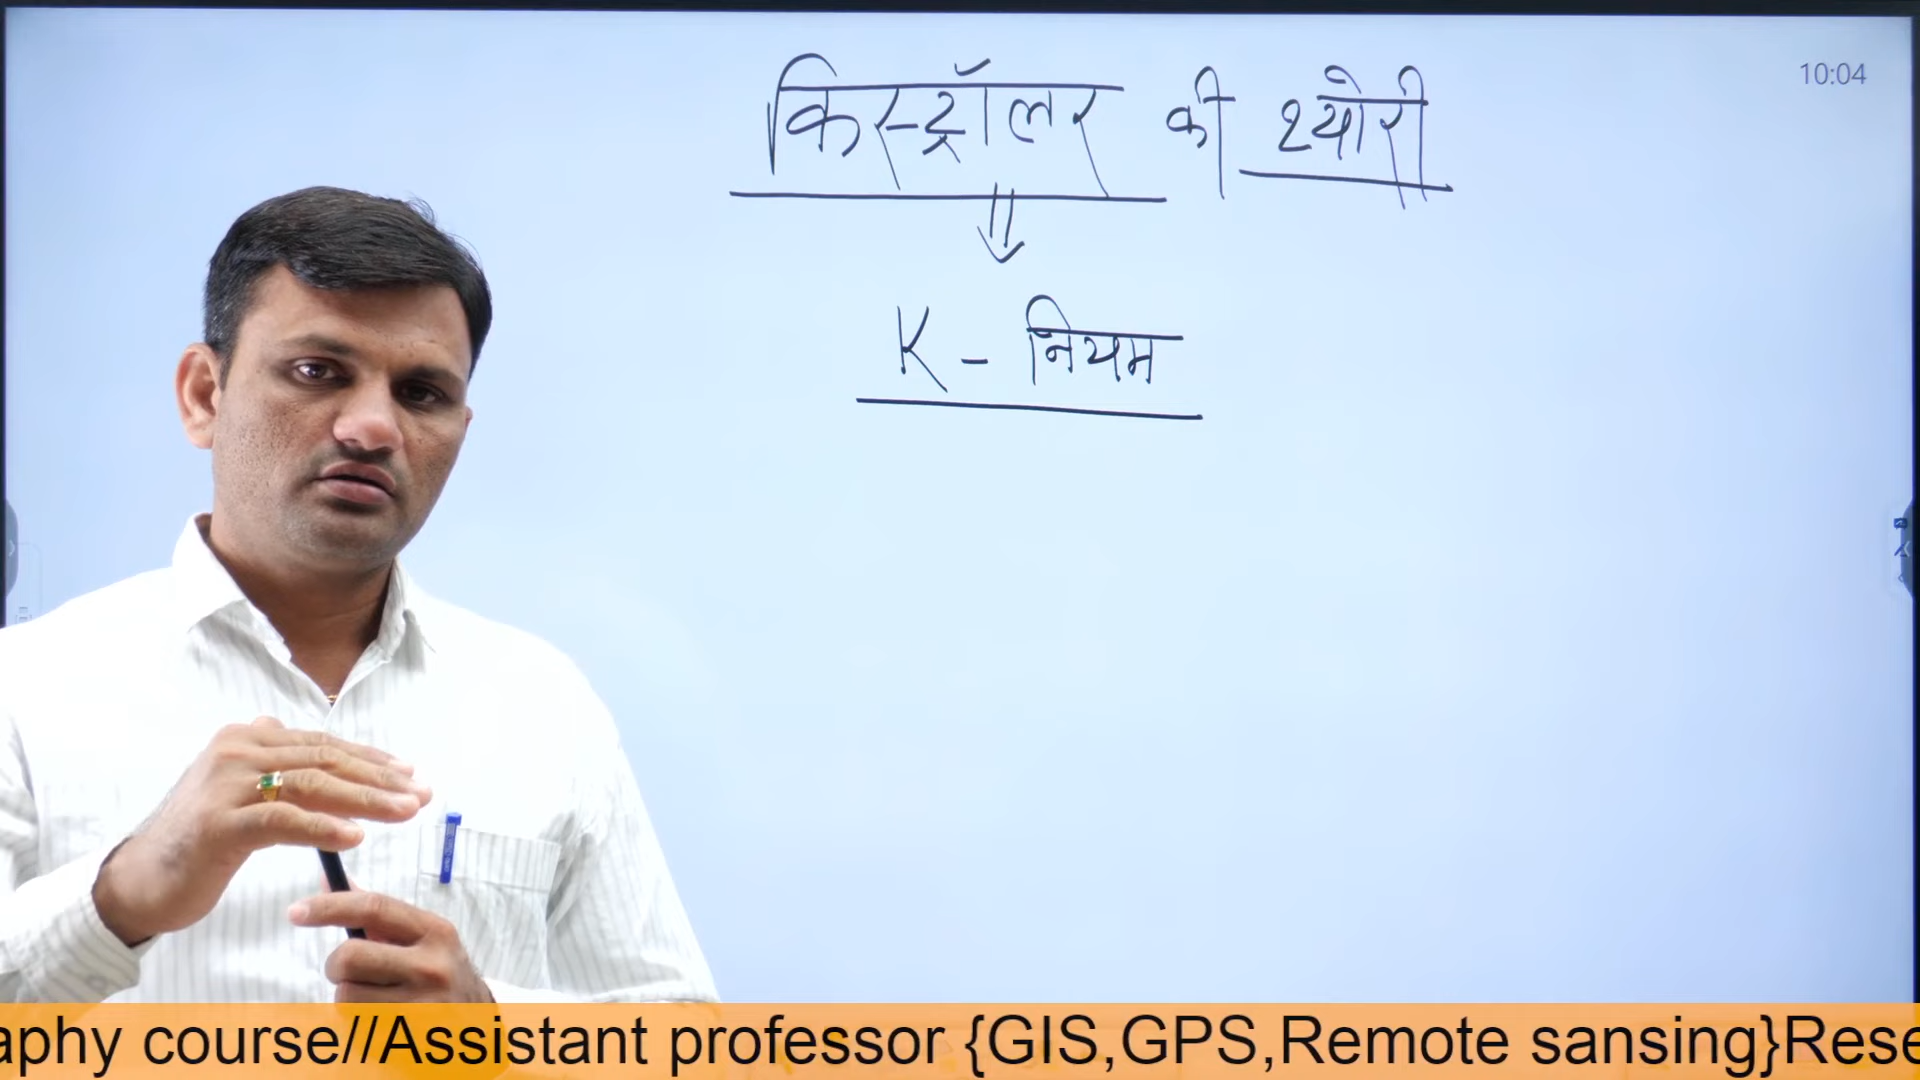 10:04
किस्ट्रॉलर की थ्योरी
K - नियम
aphy course//Assistant professor {GIS,GPS,Remote sansing}Rese